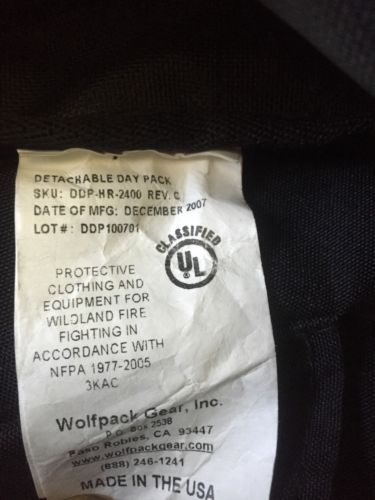 DETACHABLE DAY PACK
SKU: DDP-HR-2400 REV. C
DATE OF MFG: DECEMBER 2007
LOT#: DDP100701
CLASSIFIED
UL
PROTECTIVE
CLOTHING AND
EQUIPMENT FOR
WILDLAND FIRE
FIGHTING IN
ACCORDANCE WITH
NFPA 1977-2005
3KAC
Wolfpack Gear, Inc.
P.O. Box 2538
Paso Robles, CA 93447
www.wolfpackgear.com
(888) 246-1241
MADE IN THE USA